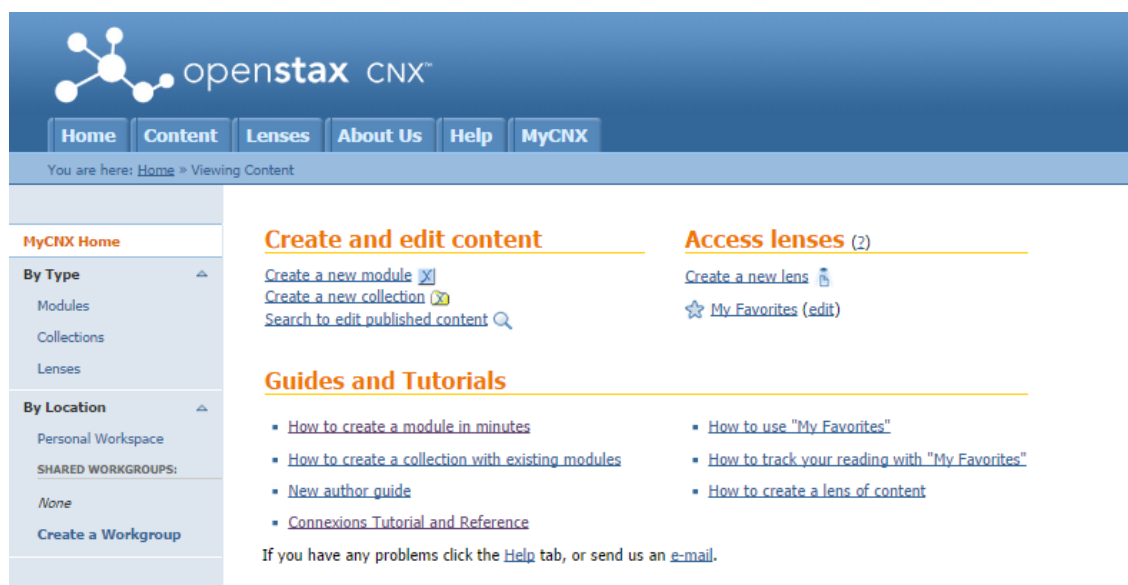 openstax CNX™
Home Content Lenses About Us Help MyCNX
You are here: Home » Viewing Content
MyCNX Home
By Type
Modules
Collections
Lenses
By Location
Personal Workspace
SHARED WORKGROUPS:
None
Create a Workgroup
Create and edit content
Create a new module
Create a new collection
Search to edit published content
Access lenses (?)
Create a new lens
My Favorites (edit)
Guides and Tutorials
How to create a module in minutes
How to create a collection with existing modules
New author guide
Connexions Tutorial and Reference
How to use "My Favorites"
How to track your reading with "My Favorites"
How to create a lens of content
If you have any problems click the Help tab, or send us an e-mail.